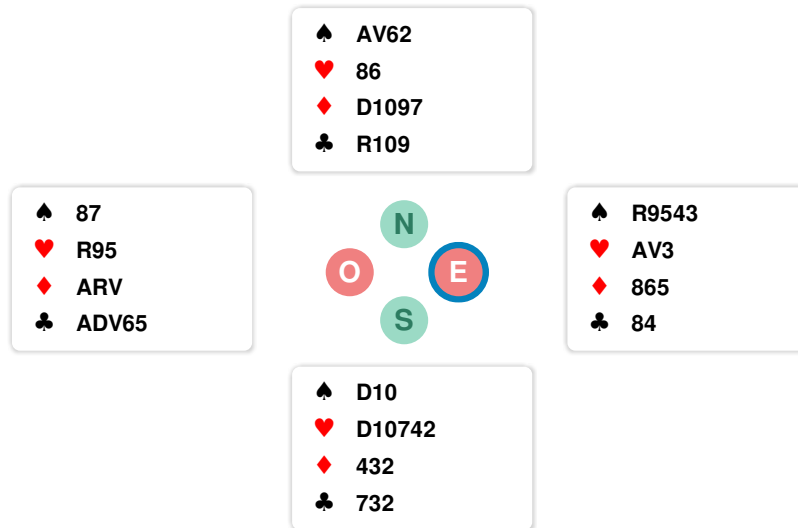 ♠ AV62
♥ 86
♦ D1097
♣ R109
♠ 87
♥ R95
♦ ARV
♣ ADV65
N
O
E
S
♠ R9543
♥ AV3
♦ 865
♣ 84
♠ D10
♥ D10742
♦ 432
♣ 732